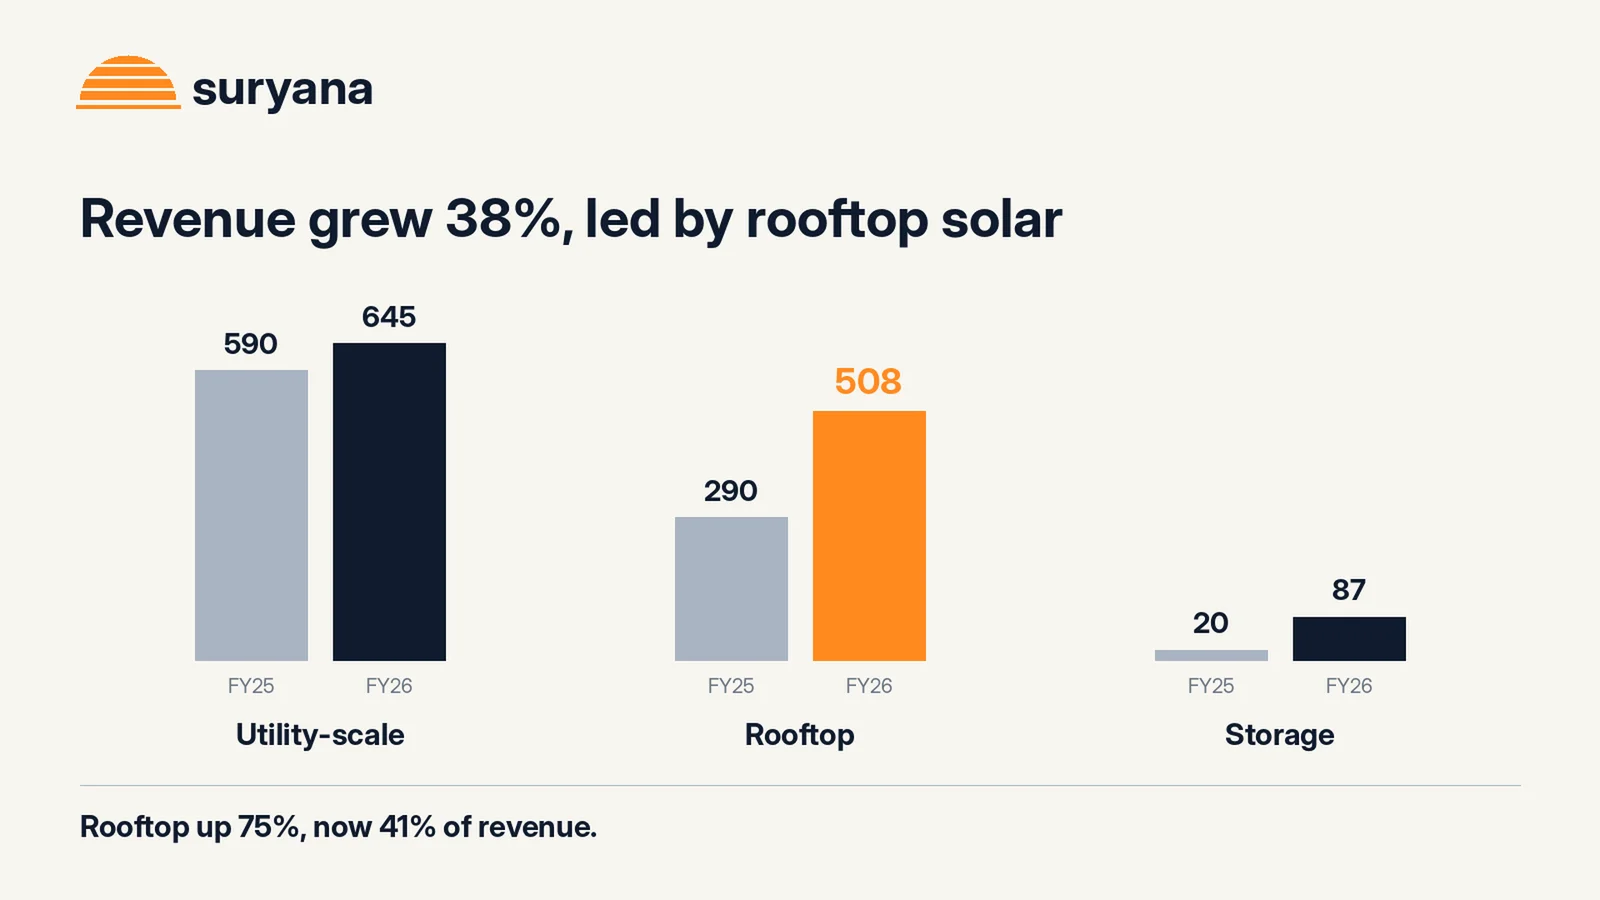 suryana
Revenue grew 38%, led by rooftop solar
590
645
290
508
20
87
FY25
FY26
FY25
FY26
FY25
FY26
Utility-scale
Rooftop
Storage
Rooftop up 75%, now 41% of revenue.